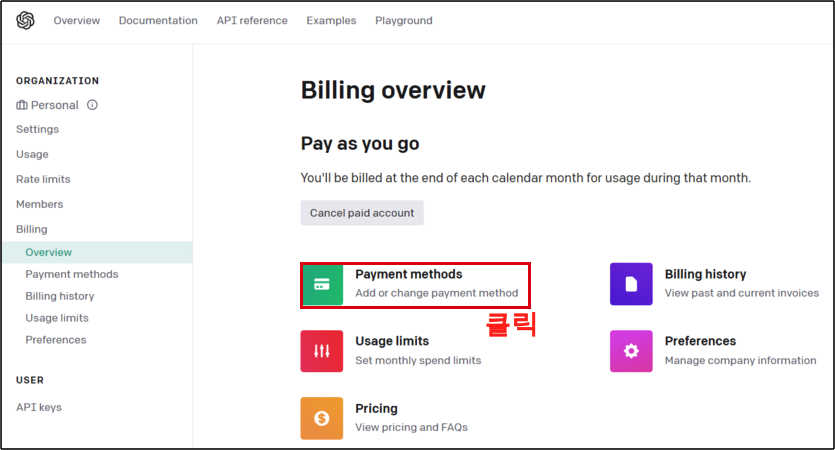 Overview Documentation API reference Examples Playground
ORGANIZATION
Personal
Settings
Usage
Rate limits
Members
Billing
Overview
Payment methods
Billing history
Usage limits
Preferences
USER
API keys
Billing overview
Pay as you go
You'll be billed at the end of each calendar month for usage during that month.
Cancel paid account
Payment methods
Add or change payment method
클릭
Billing history
View past and current invoices
Usage limits
Set monthly spend limits
Preferences
Manage company information
Pricing
View pricing and FAQs